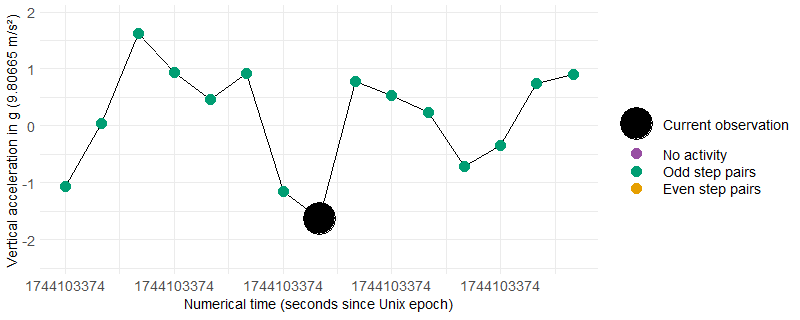 Vertical acceleration in g (9.80665 m/s²)
2
1
0
-1
-2
1744103374 1744103374 1744103374 1744103374 1744103374
Numerical time (seconds since Unix epoch)
Current observation
No activity
Odd step pairs
Even step pairs